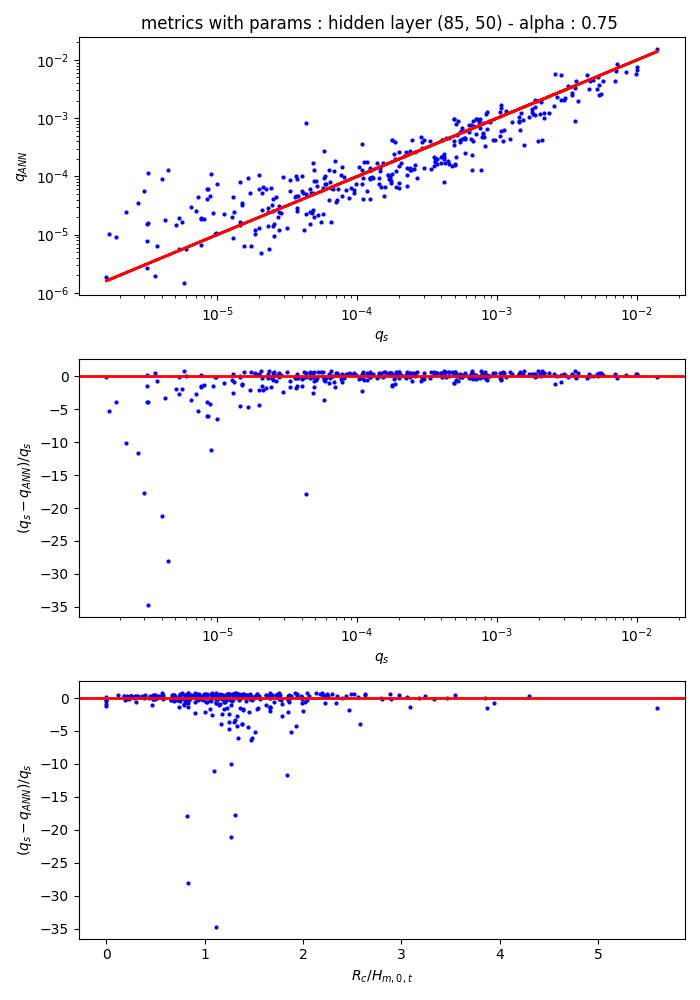 metrics with params : hidden layer (85, 50) - alpha : 0.75
10⁻²
10⁻³
10⁻⁴
10⁻⁵
10⁻⁶
q_ANN
10⁻⁵ 10⁻⁴ 10⁻³ 10⁻²
q_s
0
−5
−10
−15
−20
−25
−30
−35
(q_s − q_ANN)/q_s
10⁻⁵ 10⁻⁴ 10⁻³ 10⁻²
q_s
0
−5
−10
−15
−20
−25
−30
−35
(q_s − q_ANN)/q_s
0 1 2 3 4 5
R_c/H_m, 0, t